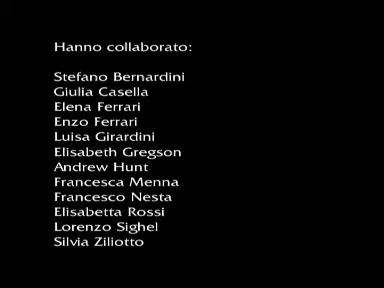 Hanno collaborato:
Stefano Bernardini
Giulia Casella
Elena Ferrari
Enzo Ferrari
Luisa Girardini
Elisabeth Gregson
Andrew Hunt
Francesca Menna
Francesco Nesta
Elisabetta Rossi
Lorenzo Sighel
Silvia Ziliotto